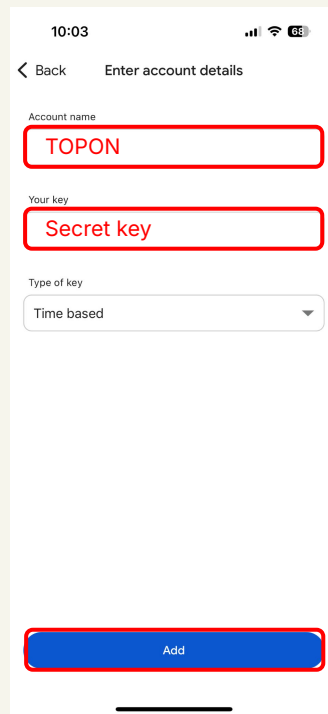 10:03
68
Back Enter account details
Account name
TOPON
Your key
Secret key
Type of key
Time based
Add